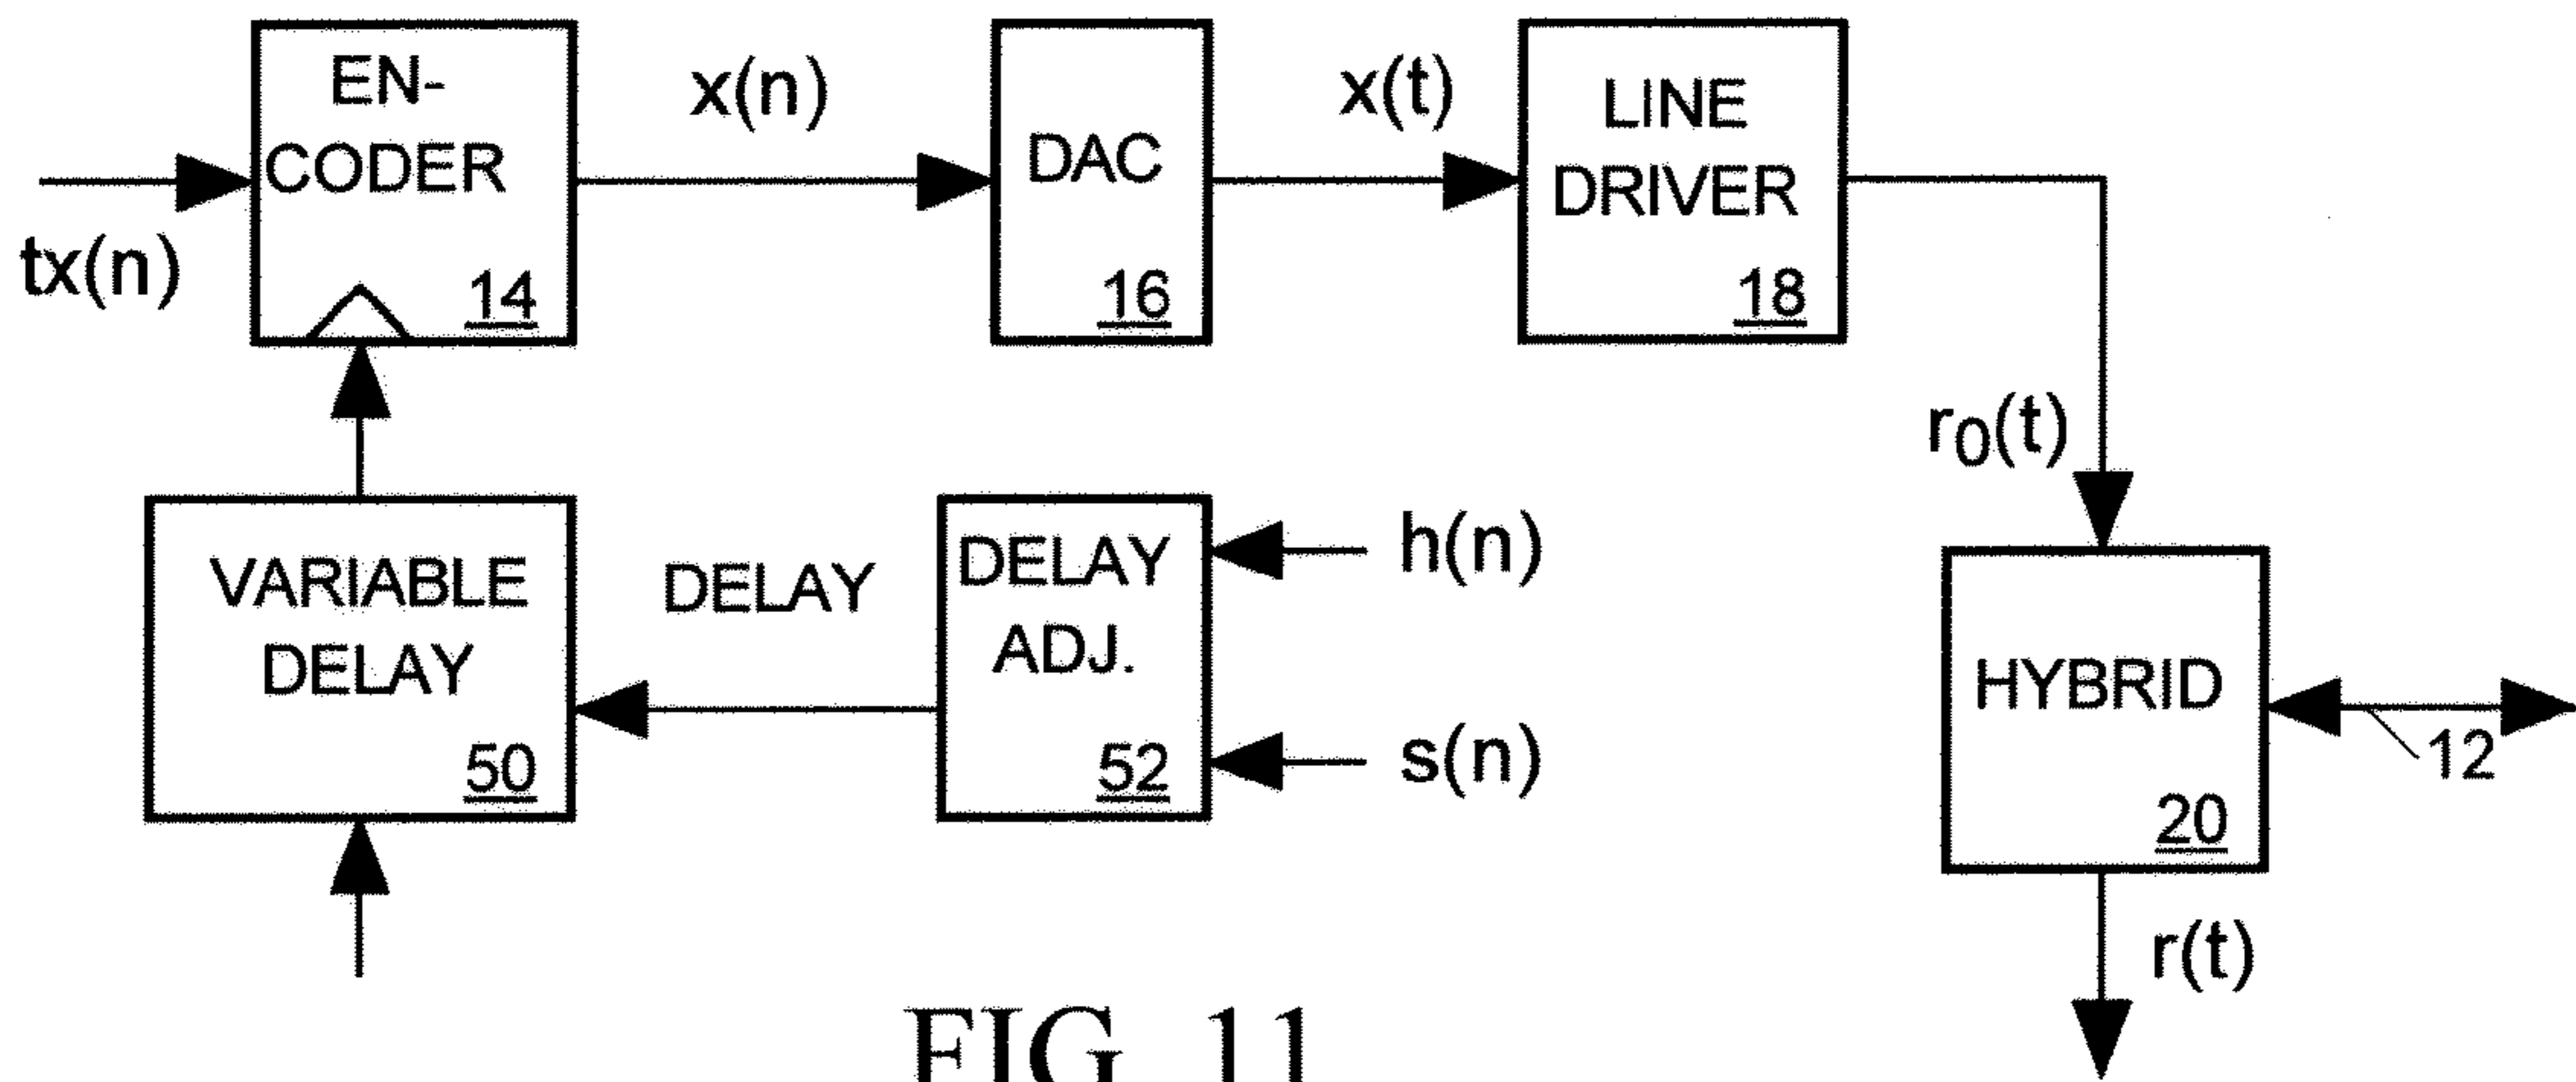 EN-
CODER
14
tx(n)
x(n)
DAC
16
x(t)
LINE
DRIVER
18
r0(t)
VARIABLE
DELAY
50
DELAY
DELAY
ADJ.
52
h(n)
s(n)
HYBRID
20
12
r(t)
FIG. 11